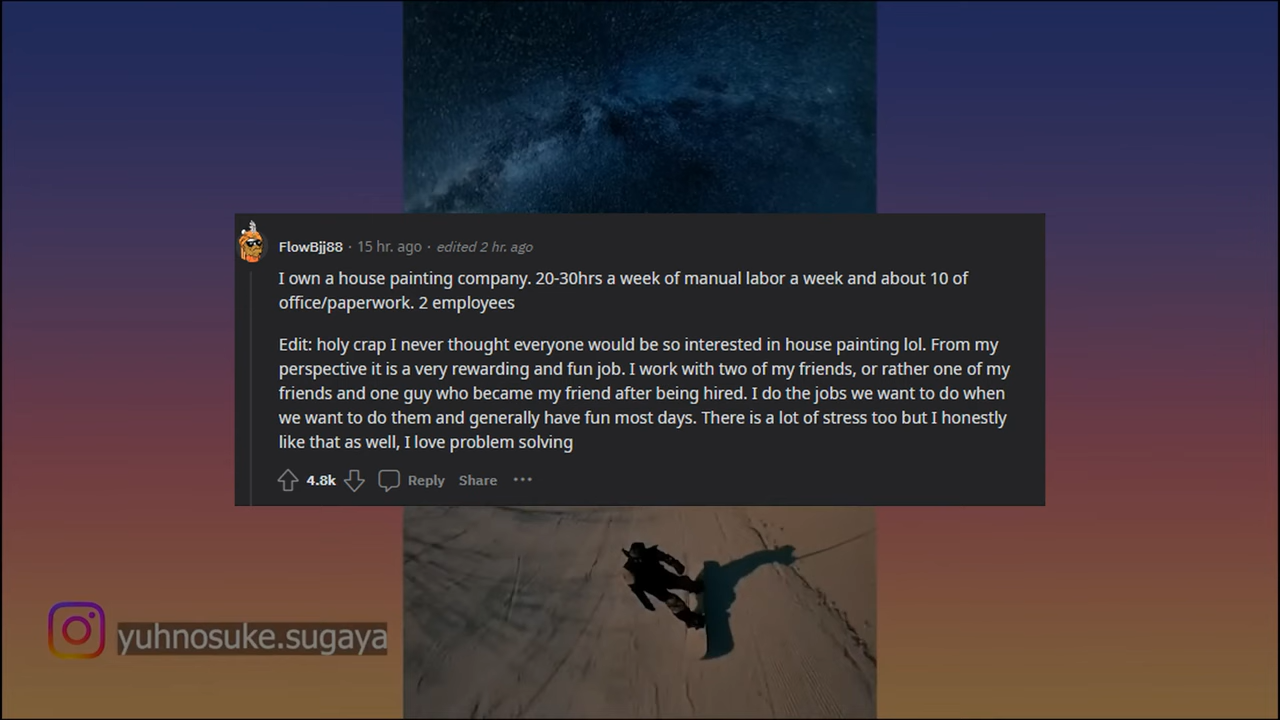 FlowBjj88 · 15 hr. ago · edited 2 hr. ago
I own a house painting company. 20-30hrs a week of manual labor a week and about 10 of
office/paperwork. 2 employees
Edit: holy crap I never thought everyone would be so interested in house painting lol. From my
perspective it is a very rewarding and fun job. I work with two of my friends, or rather one of my
friends and one guy who became my friend after being hired. I do the jobs we want to do when
we want to do them and generally have fun most days. There is a lot of stress too but I honestly
like that as well, I love problem solving
4.8k Reply Share
yuhnosuke.sugaya